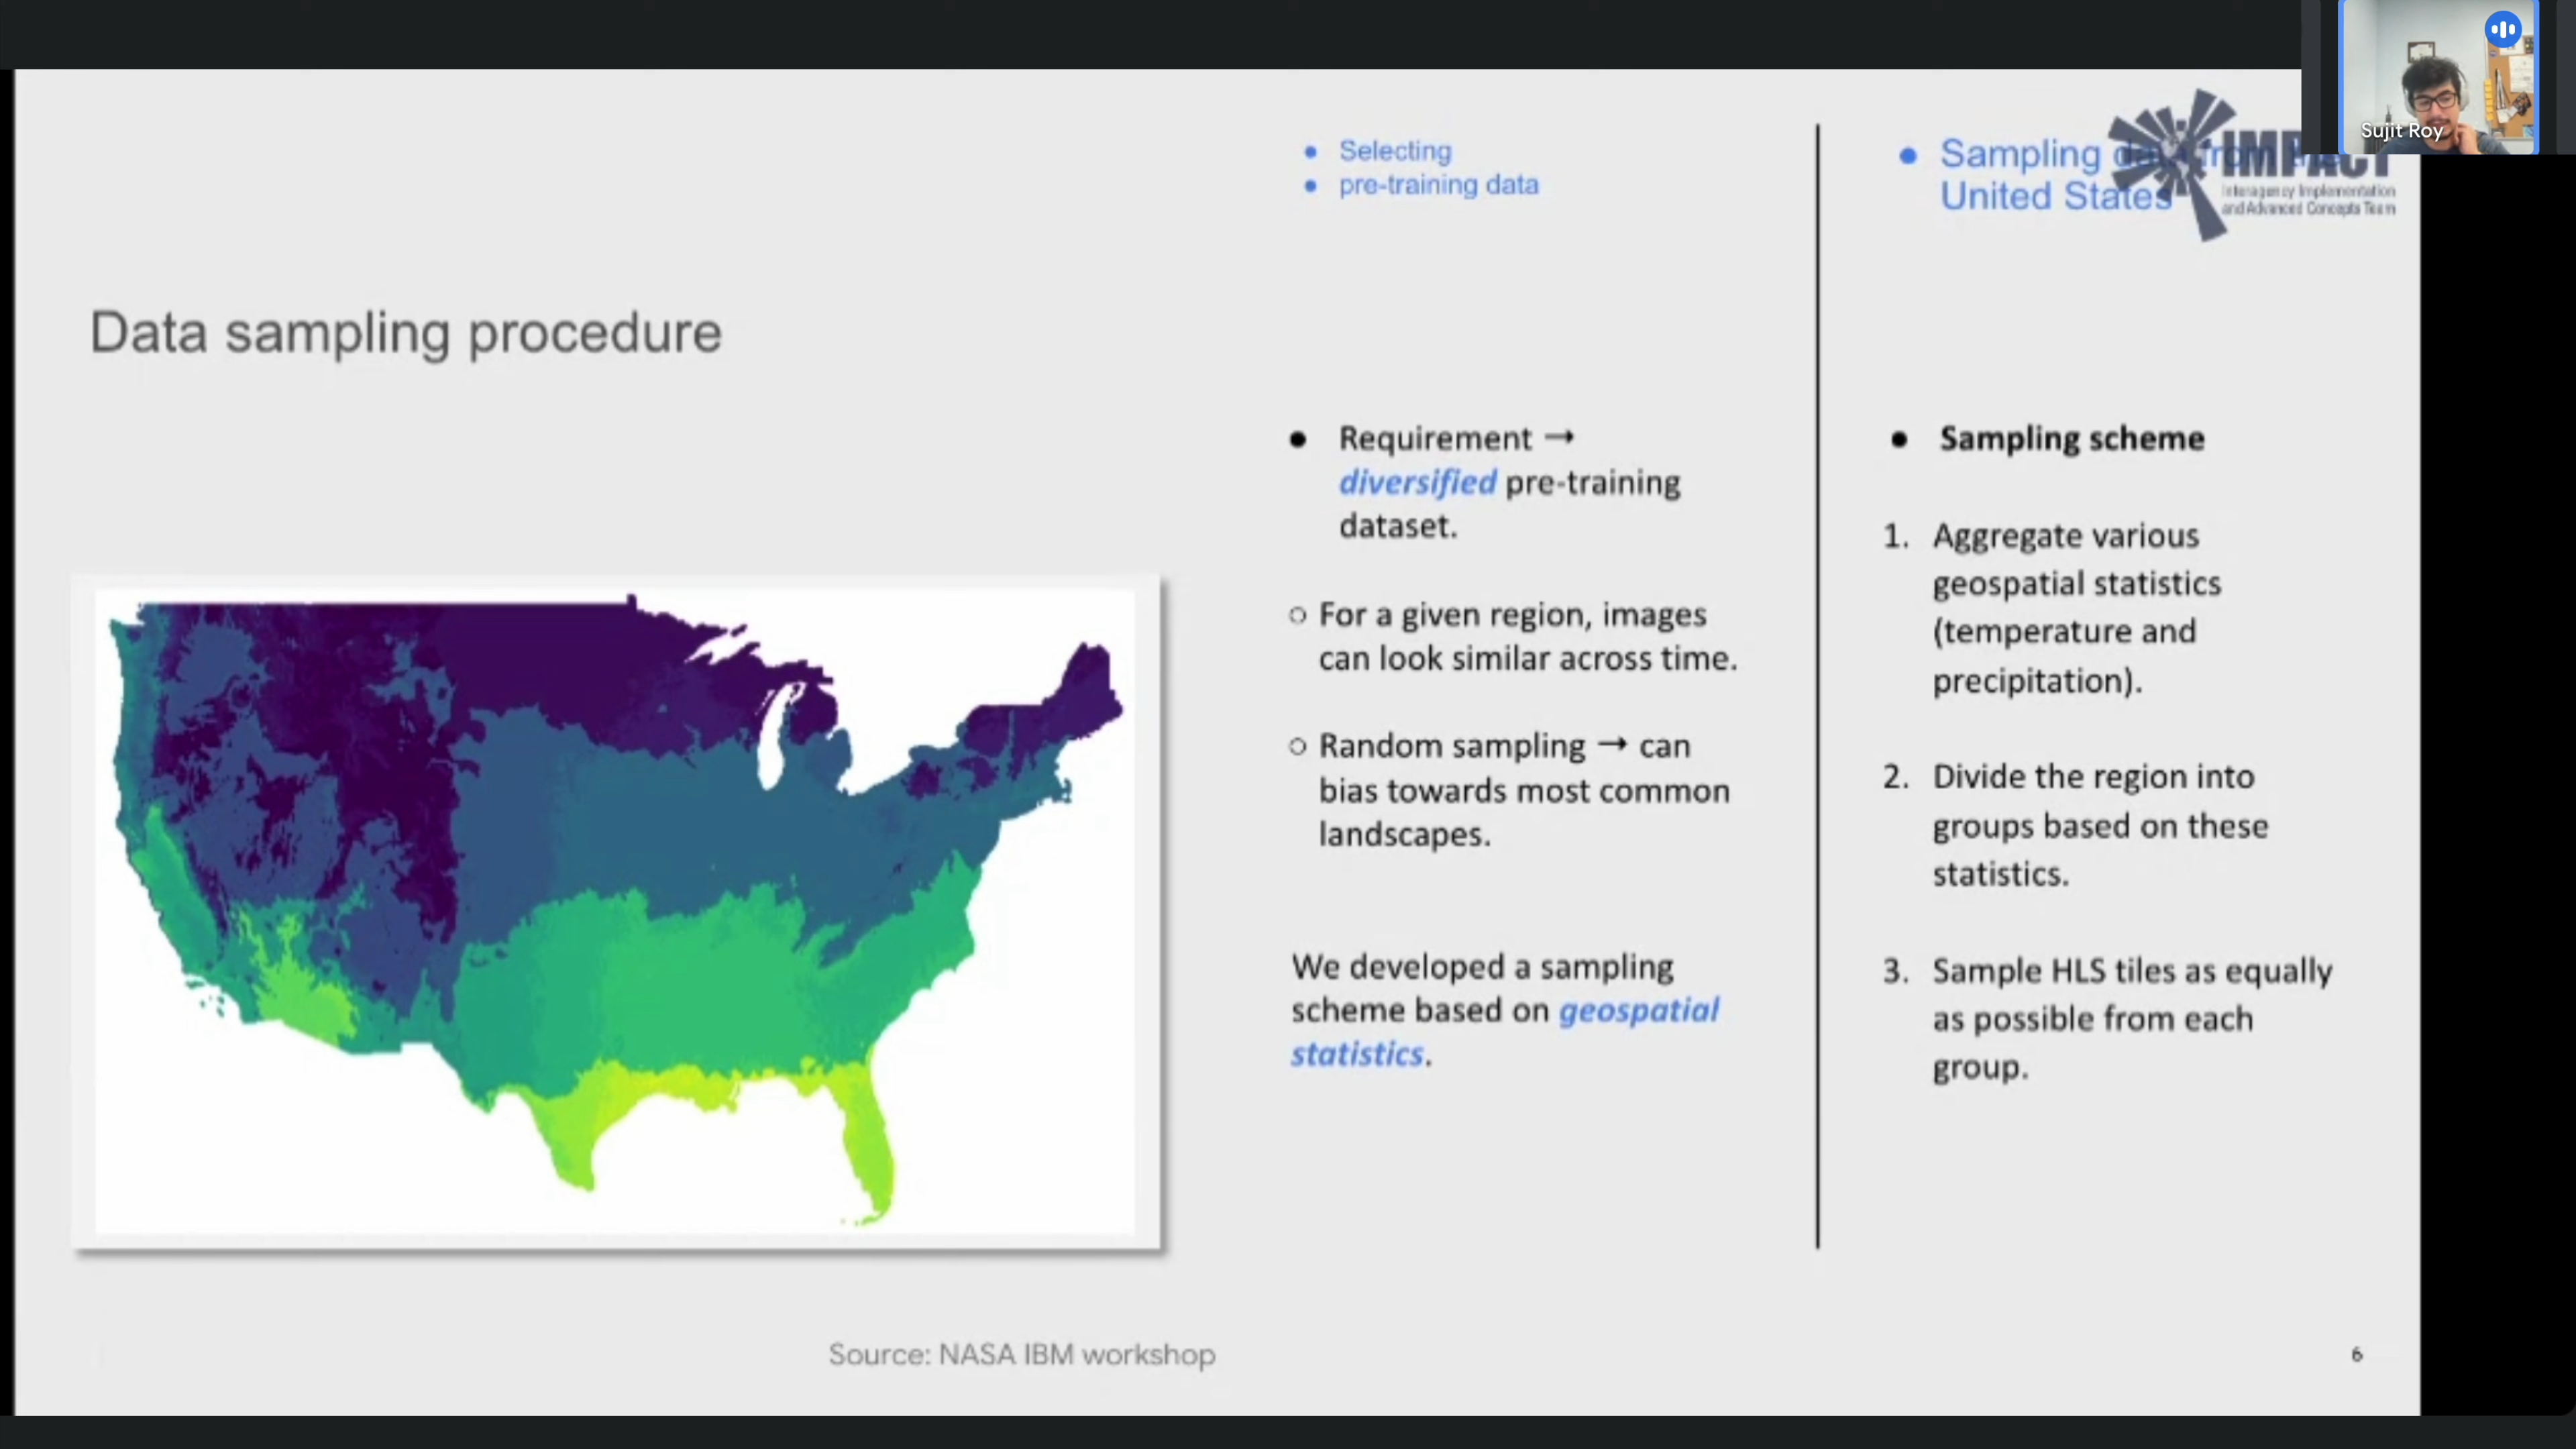 Sujit Roy
Selecting
pre-training data
Sampling from
United States
IMPACT
Interagency Implementation
and Advanced Concepts Team
Data sampling procedure
● Requirement →
diversified pre-training
dataset.
○ For a given region, images
can look similar across time.
○ Random sampling → can
bias towards most common
landscapes.
We developed a sampling
scheme based on geospatial
statistics.
● Sampling scheme
1. Aggregate various
geospatial statistics
(temperature and
precipitation).
2. Divide the region into
groups based on these
statistics.
3. Sample HLS tiles as equally
as possible from each
group.
Source: NASA IBM workshop
6